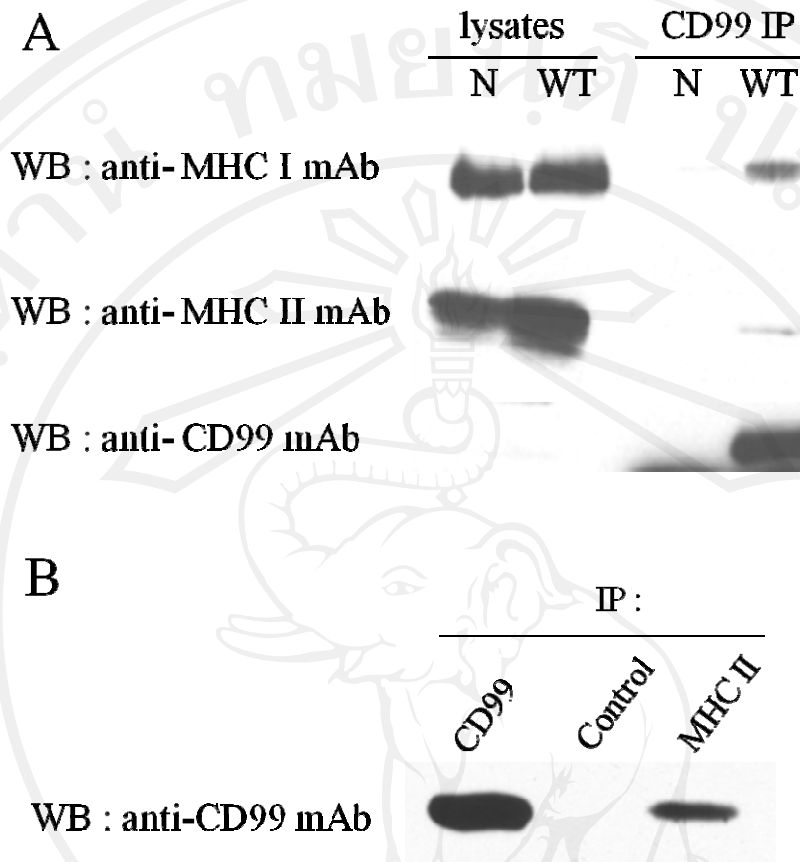 A
lysates CD99 IP
N WT N WT
WB : anti-MHC I mAb
WB : anti-MHC II mAb
WB : anti-CD99 mAb
B
IP :
CD99 Control MHC II
WB : anti-CD99 mAb